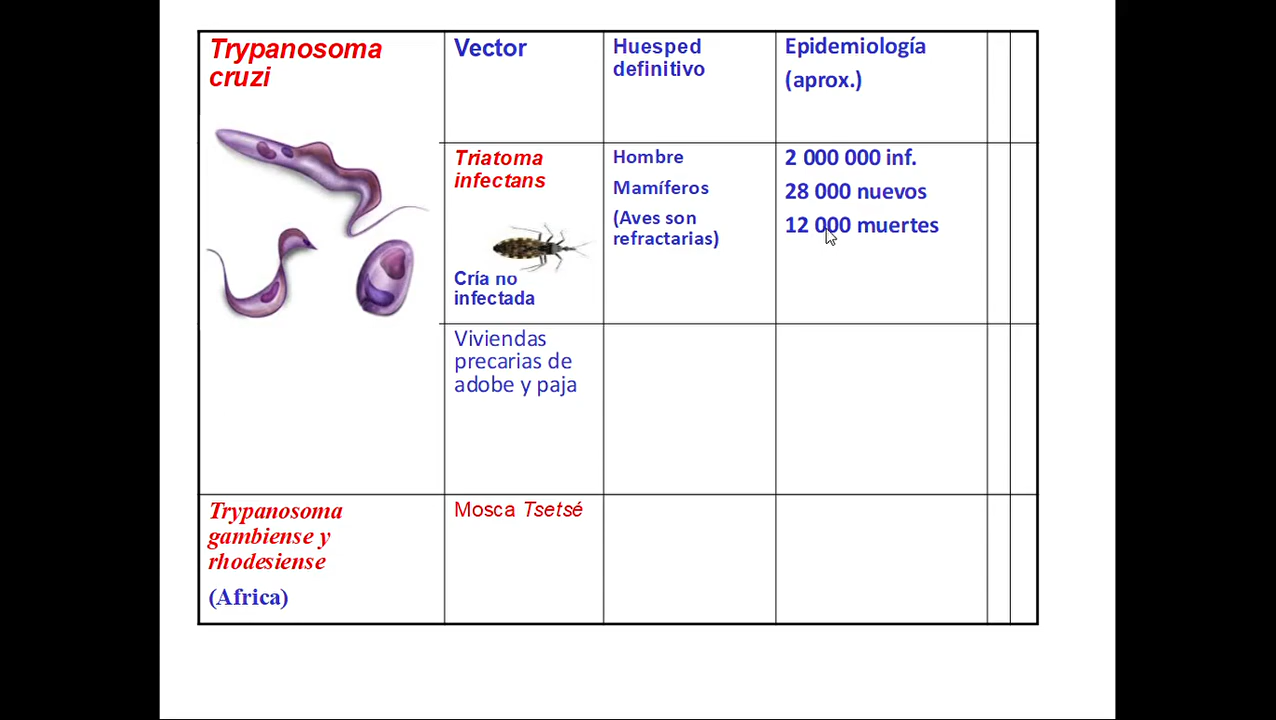 Trypanosoma
cruzi
Vector
Huesped
definitivo
Epidemiología
(aprox.)
Triatoma
infectans
Cría no
infectada
Hombre
Mamíferos
(Aves son
refractarias)
2 000 000 inf.
28 000 nuevos
12 000 muertes
Viviendas
precarias de
adobe y paja
Trypanosoma
gambiense y
rhodesiense
(Africa)
Mosca Tsetsé